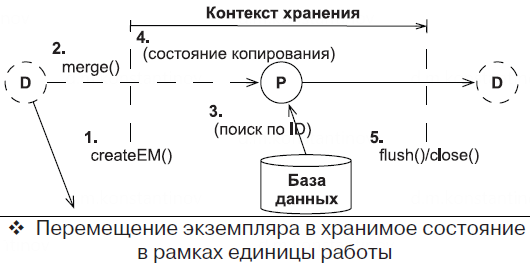 Контекст хранения
2.
merge()
4.
(состояние копирования)
D
P
D
3.
(поиск по ID)
1.
createEM()
5.
flush()/close()
База
данных
❖ Перемещение экземпляра в хранимое состояние
в рамках единицы работы